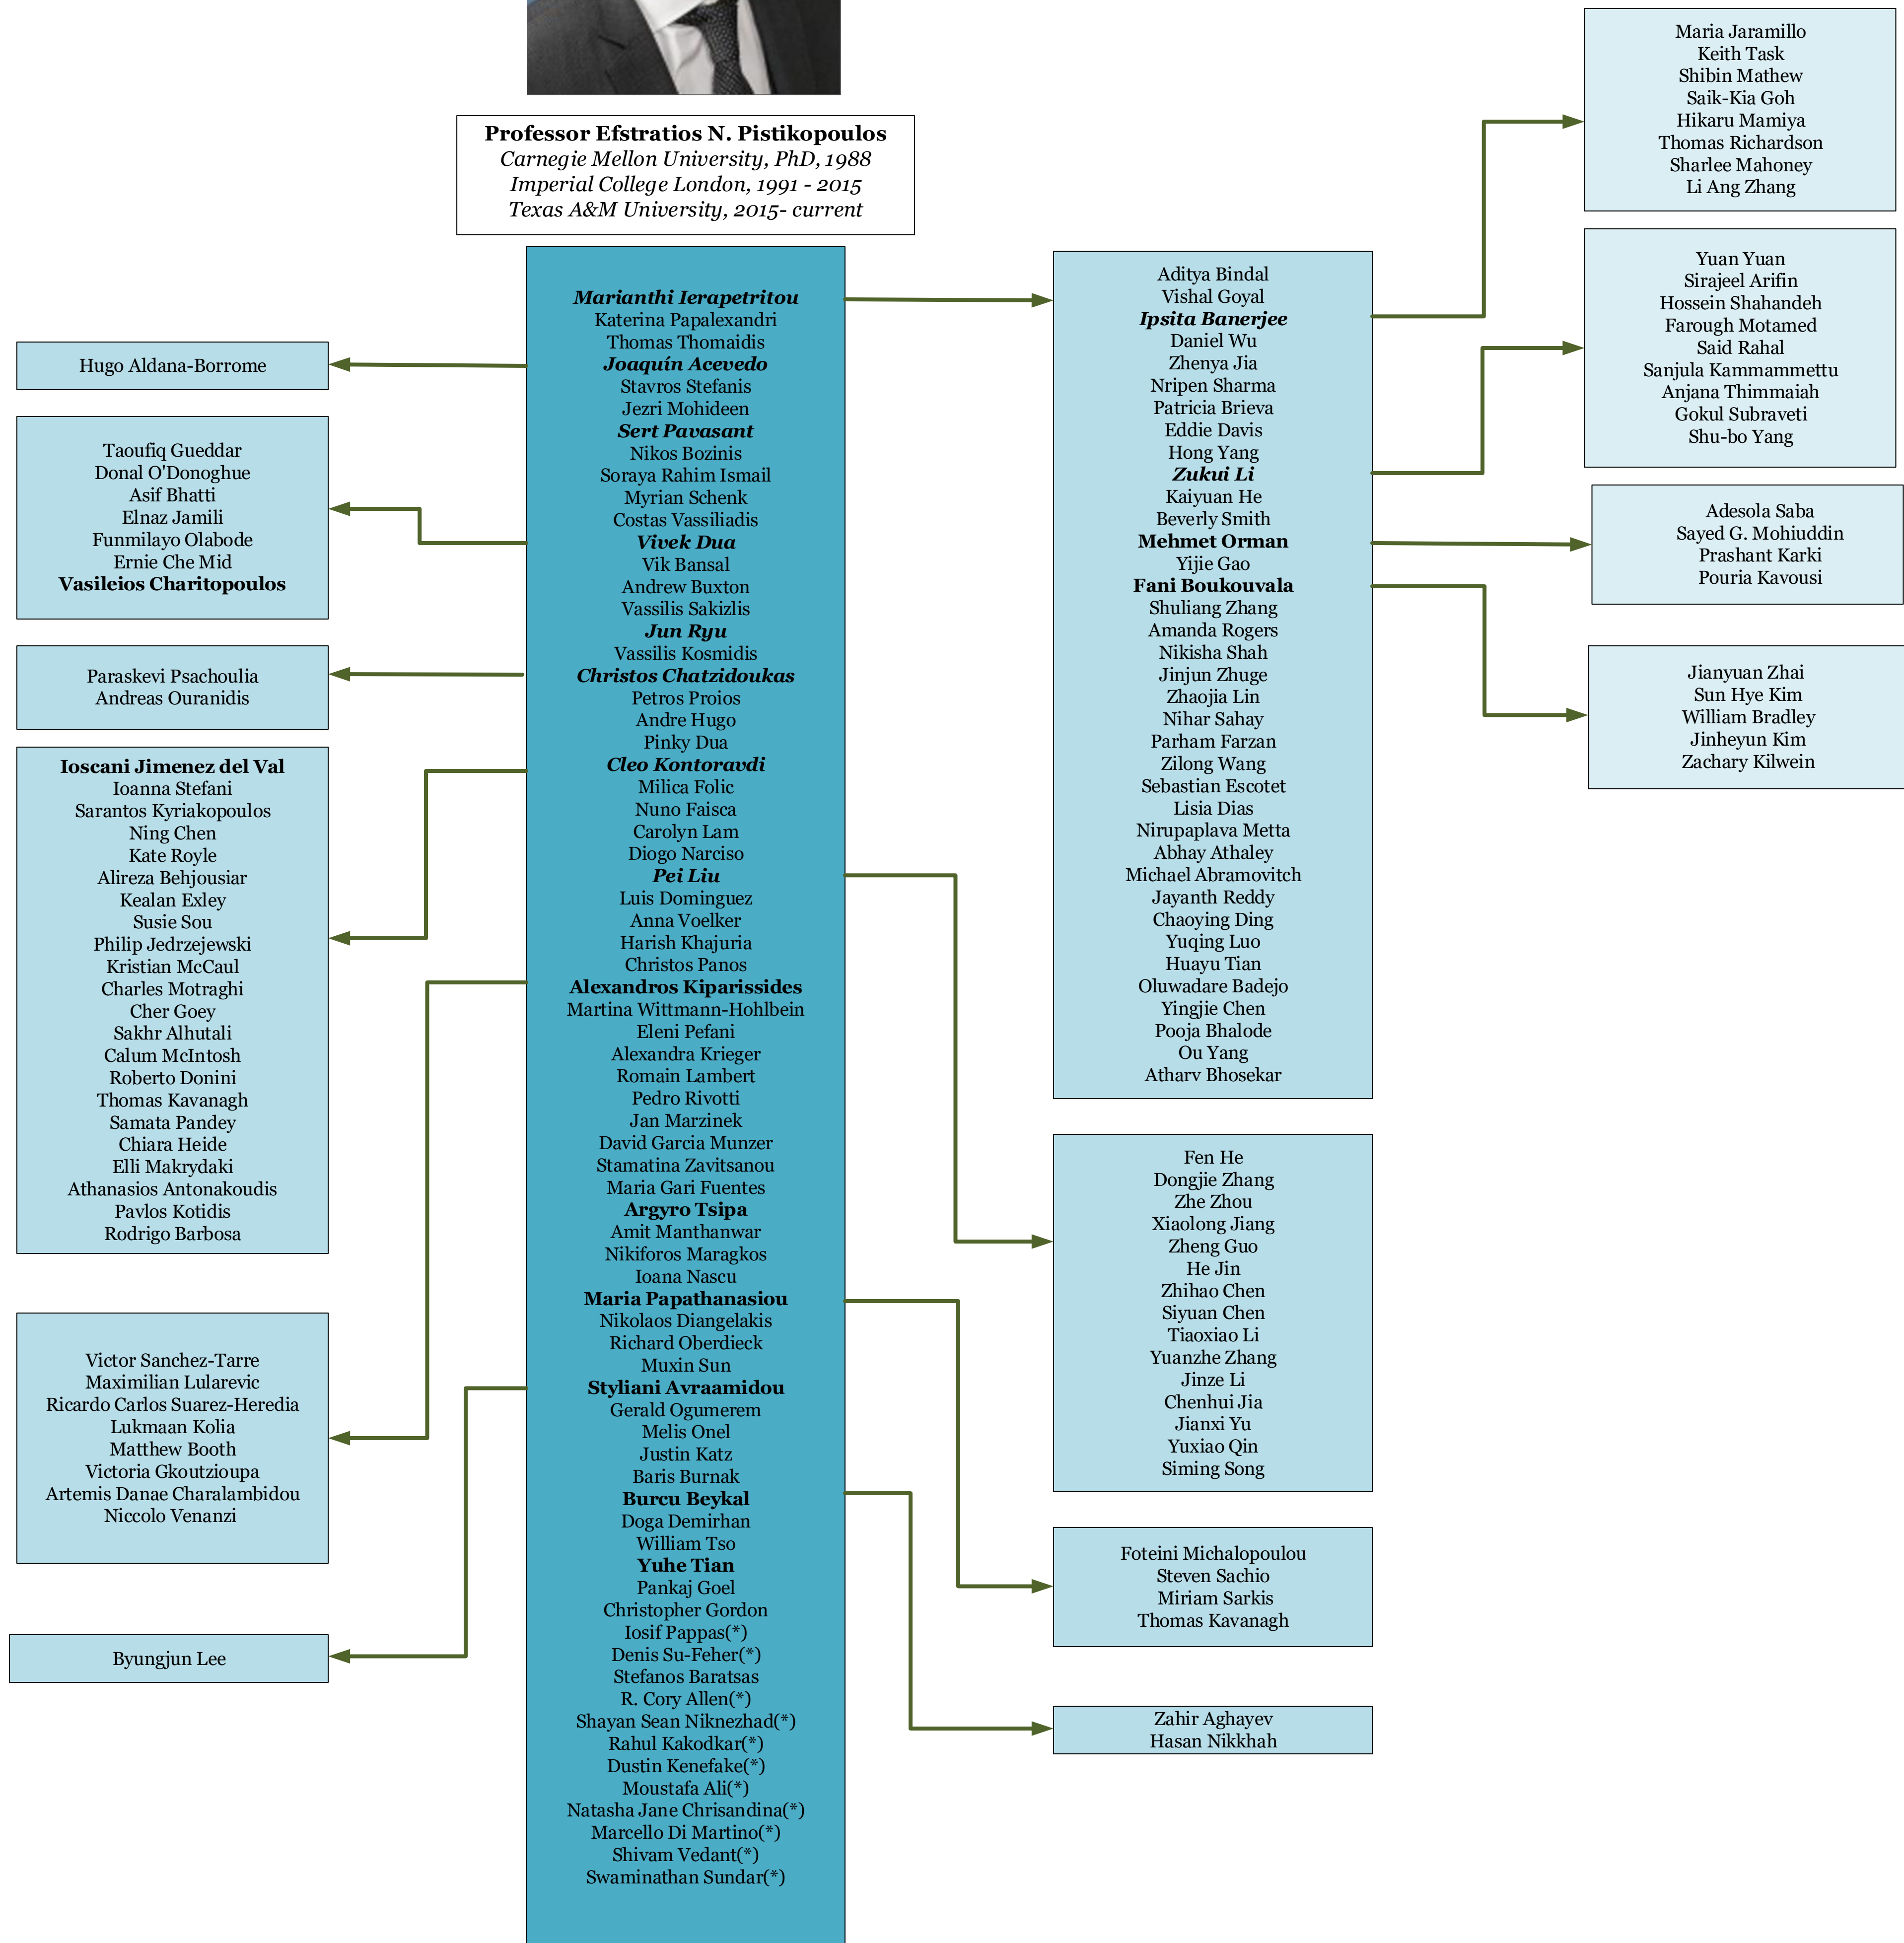 Professor Efstratios N. Pistikopoulos
Carnegie Mellon University, PhD, 1988
Imperial College London, 1991 - 2015
Texas A&M University, 2015- current
Marianthi Ierapetritou
Katerina Papalexandri
Thomas Thomaidis
Joaquín Acevedo
Stavros Stefanis
Jezri Mohideen
Sert Pavasant
Nikos Bozinis
Soraya Rahim Ismail
Myrian Schenk
Costas Vassiliadis
Vivek Dua
Vik Bansal
Andrew Buxton
Vassilis Sakizlis
Jun Ryu
Vassilis Kosmidis
Christos Chatzidoukas
Petros Proios
Andre Hugo
Pinky Dua
Cleo Kontoravdi
Milica Folic
Nuno Faisca
Carolyn Lam
Diogo Narciso
Pei Liu
Luis Dominguez
Anna Voelker
Harish Khajuria
Christos Panos
Alexandros Kiparissides
Martina Wittmann-Hohlbein
Eleni Pefani
Alexandra Krieger
Romain Lambert
Pedro Rivotti
Jan Marzinek
David Garcia Munzer
Stamatina Zavitsanou
Maria Gari Fuentes
Argyro Tsipa
Amit Manthanwar
Nikiforos Maragkos
Ioana Nascu
Maria Papathanasiou
Nikolaos Diangelakis
Richard Oberdieck
Muxin Sun
Styliani Avraamidou
Gerald Ogumerem
Melis Onel
Justin Katz
Baris Burnak
Burcu Beykal
Doga Demirhan
William Tso
Yuhe Tian
Pankaj Goel
Christopher Gordon
Iosif Pappas(*)
Denis Su-Feher(*)
Stefanos Baratsas
R. Cory Allen(*)
Shayan Sean Niknezhad(*)
Rahul Kakodkar(*)
Dustin Kenefake(*)
Moustafa Ali(*)
Natasha Jane Chrisandina(*)
Marcello Di Martino(*)
Shivam Vedant(*)
Swaminathan Sundar(*)
Hugo Aldana-Borrome
Taoufiq Gueddar
Donal O'Donoghue
Asif Bhatti
Elnaz Jamili
Funmilayo Olabode
Ernie Che Mid
Vasileios Charitopoulos
Paraskevi Psachoulia
Andreas Ouranidis
Ioscani Jimenez del Val
Ioanna Stefani
Sarantos Kyriakopoulos
Ning Chen
Kate Royle
Alireza Behjousiar
Kealan Exley
Susie Sou
Philip Jedrzejewski
Kristian McCaul
Charles Motraghi
Cher Goey
Sakhr Alhutali
Calum McIntosh
Roberto Donini
Thomas Kavanagh
Samata Pandey
Chiara Heide
Elli Makrydaki
Athanasios Antonakoudis
Pavlos Kotidis
Rodrigo Barbosa
Victor Sanchez-Tarre
Maximilian Lularevic
Ricardo Carlos Suarez-Heredia
Lukmaan Kolia
Matthew Booth
Victoria Gkoutzioupa
Artemis Danae Charalambidou
Niccolo Venanzi
Byungjun Lee
Aditya Bindal
Vishal Goyal
Ipsita Banerjee
Daniel Wu
Zhenya Jia
Nripen Sharma
Patricia Brieva
Eddie Davis
Hong Yang
Zukui Li
Kaiyuan He
Beverly Smith
Mehmet Orman
Yijie Gao
Fani Boukouvala
Shuliang Zhang
Amanda Rogers
Nikisha Shah
Jinjun Zhuge
Zhaojia Lin
Nihar Sahay
Parham Farzan
Zilong Wang
Sebastian Escotet
Lisia Dias
Nirupaplava Metta
Abhay Athaley
Michael Abramovitch
Jayanth Reddy
Chaoying Ding
Yuqing Luo
Huayu Tian
Oluwadare Badejo
Yingjie Chen
Pooja Bhalode
Ou Yang
Atharv Bhosekar
Fen He
Dongjie Zhang
Zhe Zhou
Xiaolong Jiang
Zheng Guo
He Jin
Zhihao Chen
Siyuan Chen
Tiaoxiao Li
Yuanzhe Zhang
Jinze Li
Chenhui Jia
Jianxi Yu
Yuxiao Qin
Siming Song
Foteini Michalopoulou
Steven Sachio
Miriam Sarkis
Thomas Kavanagh
Zahir Aghayev
Hasan Nikkhah
Maria Jaramillo
Keith Task
Shibin Mathew
Saik-Kia Goh
Hikaru Mamiya
Thomas Richardson
Sharlee Mahoney
Li Ang Zhang
Yuan Yuan
Sirajeel Arifin
Hossein Shahandeh
Farough Motamed
Said Rahal
Sanjula Kammammettu
Anjana Thimmaiah
Gokul Subraveti
Shu-bo Yang
Adesola Saba
Sayed G. Mohiuddin
Prashant Karki
Pouria Kavousi
Jianyuan Zhai
Sun Hye Kim
William Bradley
Jinheyun Kim
Zachary Kilwein